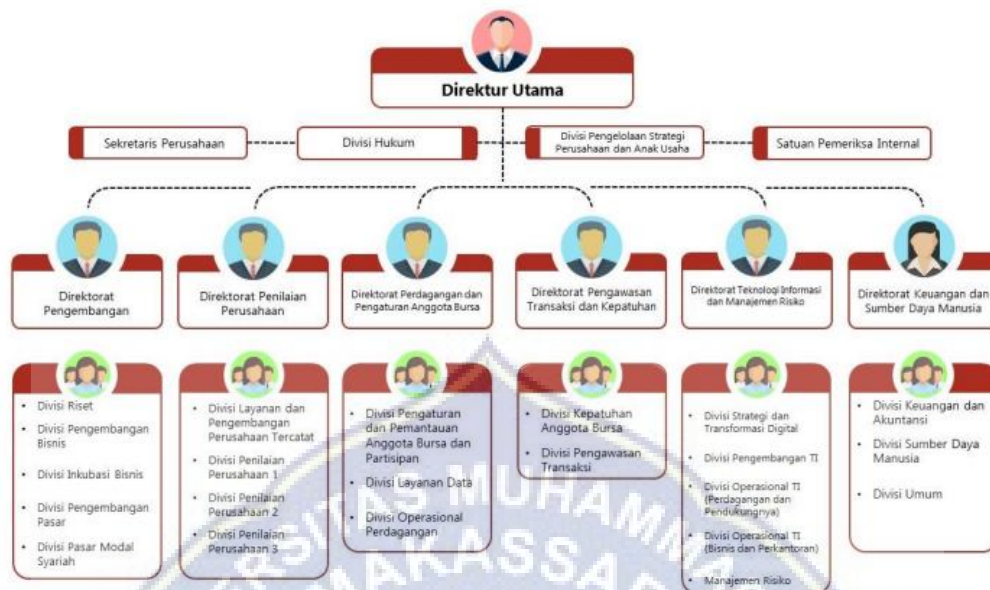 Direktur Utama
Sekretaris Perusahaan
Divisi Hukum
Divisi Pengelolaan Strategi
Perusahaan dan Anak Usaha
Satuan Pemeriksa Internal
Direktorat
Pengembangan
Direktorat Penilaian
Perusahaan
Direktorat Perdagangan dan
Pengaturan Anggota Bursa
Direktorat Pengawasan
Transaksi dan Kepatuhan
Direktorat Teknologi Informasi
dan Manajemen Risiko
Direktorat Keuangan dan
Sumber Daya Manusia
• Divisi Riset
• Divisi Pengembangan
Bisnis
• Divisi Inkubasi Bisnis
• Divisi Pengembangan
Pasar
• Divisi Pasar Modal
Syariah
• Divisi Layanan dan
Pengembangan
Perusahaan Tercatat
• Divisi Penilaian
Perusahaan 1
• Divisi Penilaian
Perusahaan 2
• Divisi Penilaian
Perusahaan 3
• Divisi Pengaturan
dan Pemantauan
Anggota Bursa dan
Partisipan
• Divisi Layanan Data
• Divisi Operasional
Perdagangan
• Divisi Kepatuhan
Anggota Bursa
• Divisi Pengawasan
Transaksi
• Divisi Strategi dan
Transformasi Digital
• Divisi Pengembangan TI
• Divisi Operasional TI
(Perdagangan dan
Pendukungnya)
• Divisi Operasional TI
(Bisnis dan Perkantoran)
• Manajemen Risiko
• Divisi Keuangan dan
Akuntansi
• Divisi Sumber Daya
Manusia
• Divisi Umum